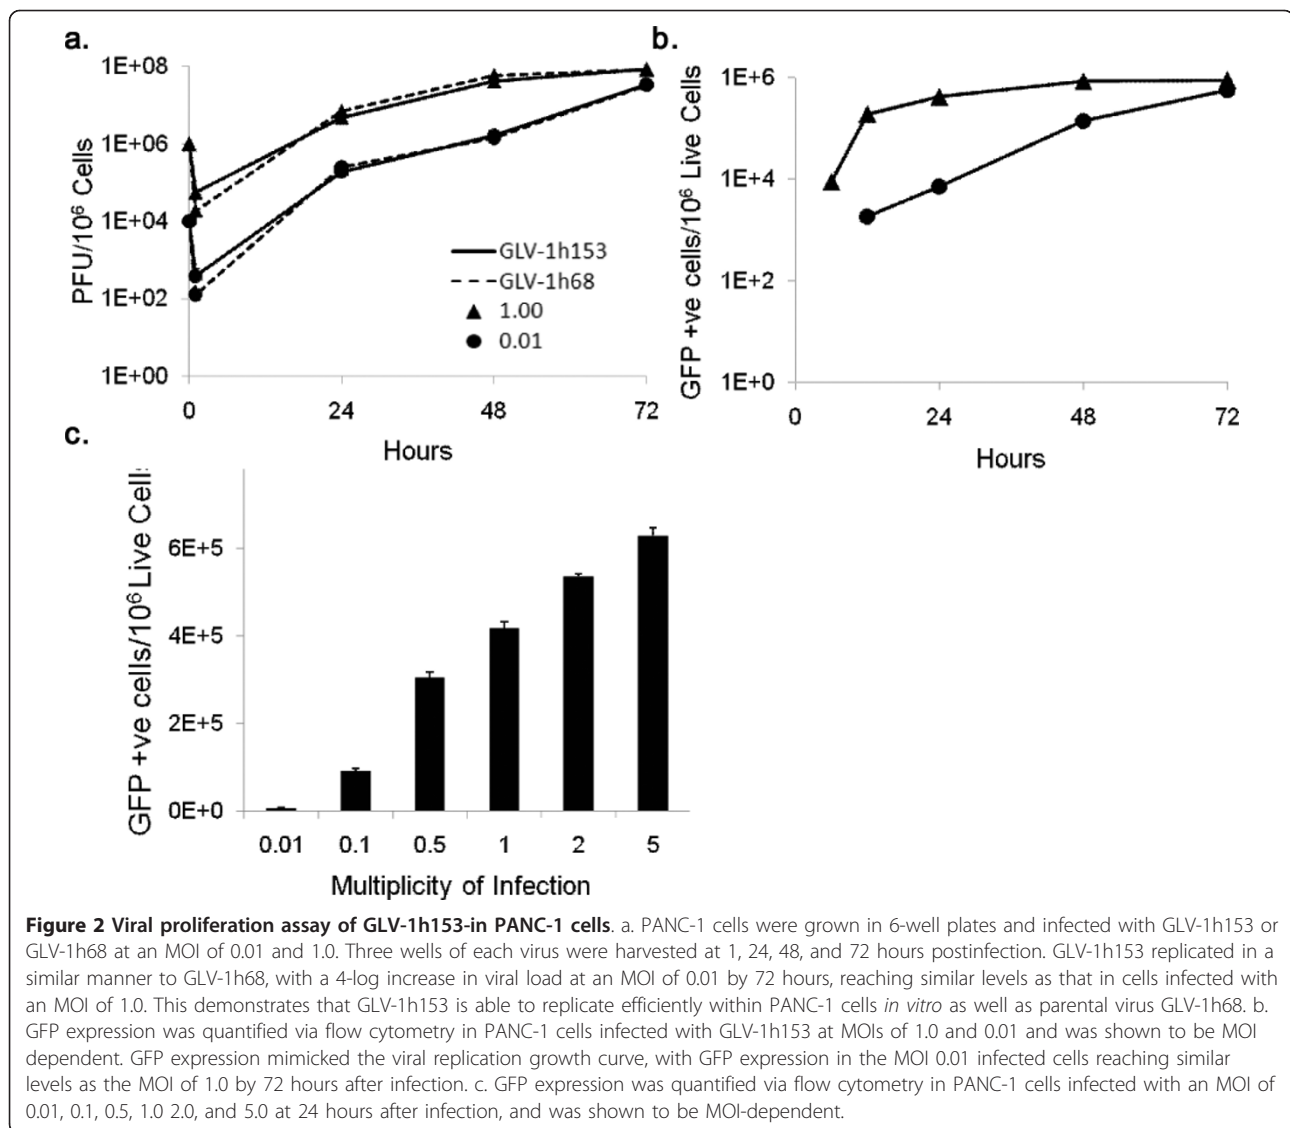 a.
1E+08
1E+06
1E+04
1E+02
1E+00
PFU/10⁶ Cells
GLV-1h153
GLV-1h68
1.00
0.01
0 24 48 72
Hours
b.
1E+6
1E+4
1E+2
1E+0
GFP +ve cells/10⁶ Live Cells
0 24 48 72
Hours
c.
GFP +ve cells/10⁶ Live Cells
6E+5
4E+5
2E+5
0E+0
0.01 0.1 0.5 1 2 5
Multiplicity of Infection
Figure 2 Viral proliferation assay of GLV-1h153-in PANC-1 cells. a. PANC-1 cells were grown in 6-well plates and infected with GLV-1h153 or
GLV-1h68 at an MOI of 0.01 and 1.0. Three wells of each virus were harvested at 1, 24, 48, and 72 hours postinfection. GLV-1h153 replicated in a
similar manner to GLV-1h68, with a 4-log increase in viral load at an MOI of 0.01 by 72 hours, reaching similar levels as that in cells infected with
an MOI of 1.0. This demonstrates that GLV-1h153 is able to replicate efficiently within PANC-1 cells in vitro as well as parental virus GLV-1h68. b.
GFP expression was quantified via flow cytometry in PANC-1 cells infected with GLV-1h153 at MOIs of 1.0 and 0.01 and was shown to be MOI
dependent. GFP expression mimicked the viral replication growth curve, with GFP expression in the MOI 0.01 infected cells reaching similar
levels as the MOI of 1.0 by 72 hours after infection. c. GFP expression was quantified via flow cytometry in PANC-1 cells infected with an MOI of
0.01, 0.1, 0.5, 1.0 2.0, and 5.0 at 24 hours after infection, and was shown to be MOI-dependent.